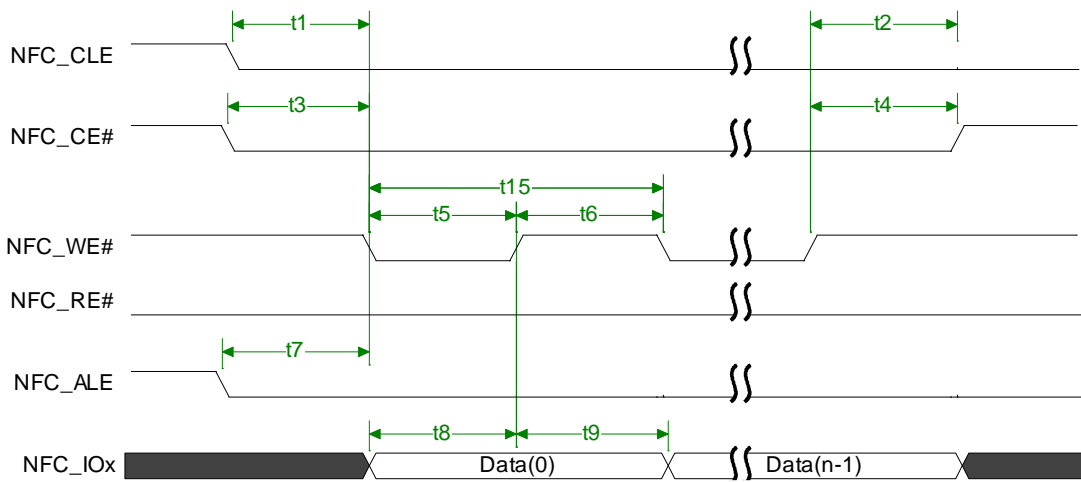 t1
t2
NFC_CLE
t3
t4
NFC_CE#
t15
t5
t6
NFC_WE#
NFC_RE#
t7
NFC_ALE
t8
t9
NFC_IOx
Data(0)
Data(n-1)